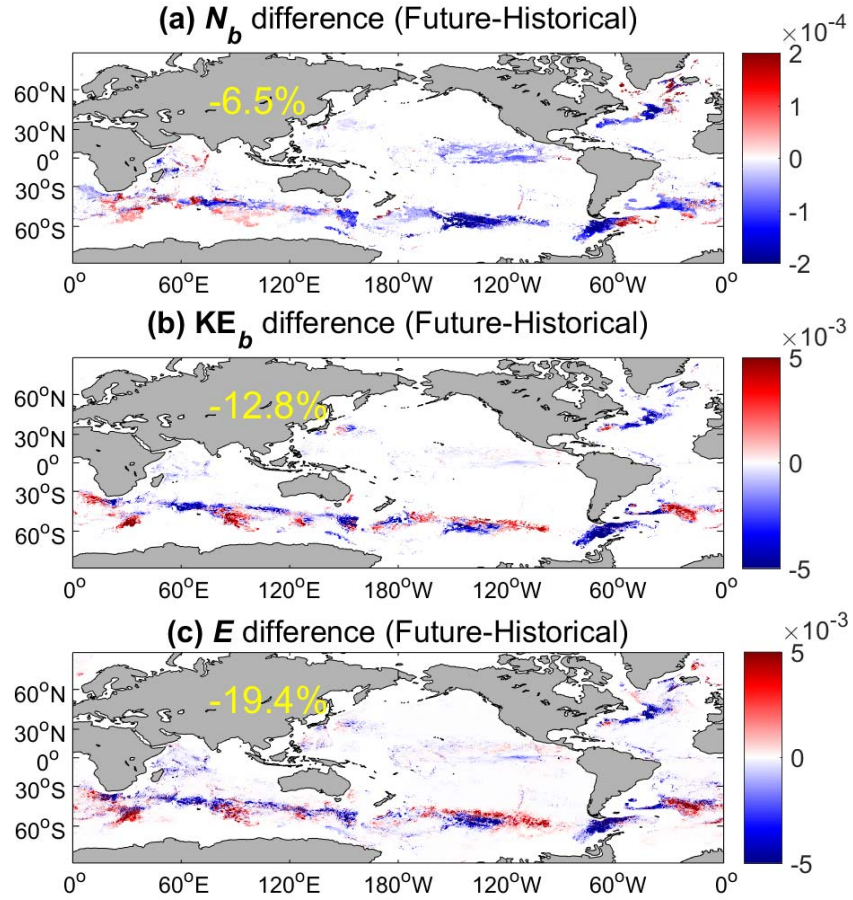 (a) N_b difference (Future-Historical)
×10⁻⁴
-6.5%
60°N
30°N
0°
30°S
60°S
2
1
0
-1
-2
0° 60°E 120°E 180°W 120°W 60°W 0°
(b) KE_b difference (Future-Historical)
×10⁻³
-12.8%
60°N
30°N
0°
30°S
60°S
5
0
-5
0° 60°E 120°E 180°W 120°W 60°W 0°
(c) E difference (Future-Historical)
×10⁻³
-19.4%
60°N
30°N
0°
30°S
60°S
5
0
-5
0° 60°E 120°E 180°W 120°W 60°W 0°